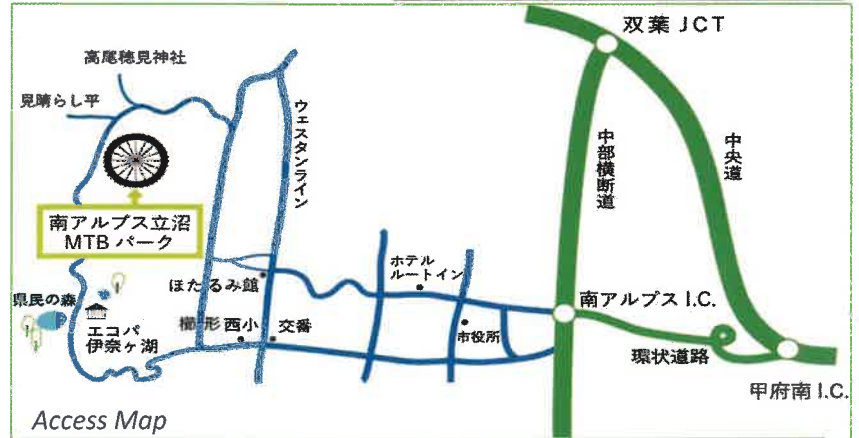 双葉 JCT
高尾穂見神社
見晴らし平
ウェスタンライン
中部横断道
中央道
南アルプス立沼
MTB パーク
ホテル
ルートイン
ほたるみ館
県民の森
エコパ
伊奈ヶ湖
櫛形 西小
交番
市役所
南アルプス I.C.
環状道路
甲府南 I.C.
Access Map